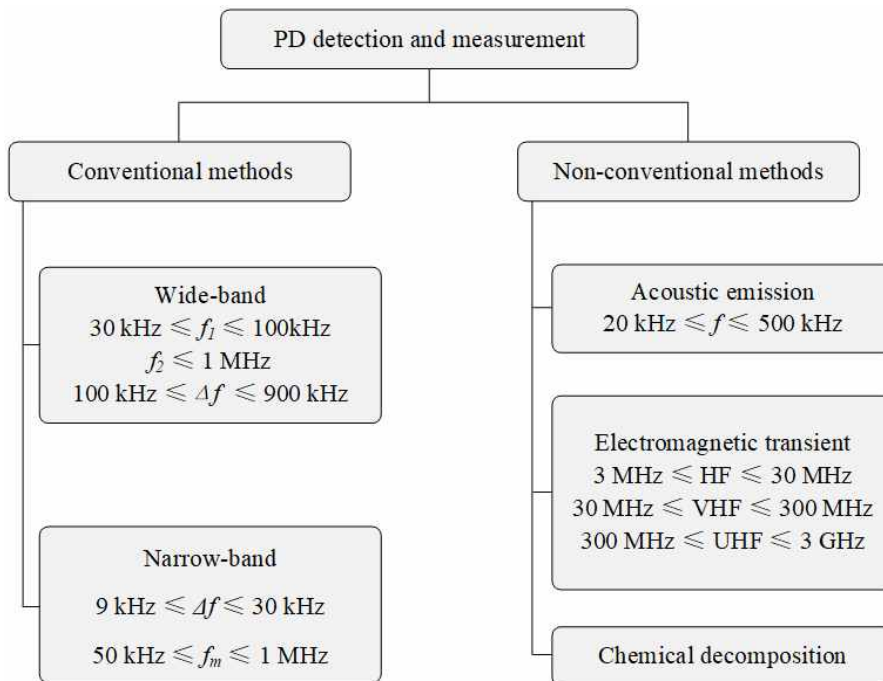 PD detection and measurement
Conventional methods
Non-conventional methods
Wide-band
30 kHz ≤ f₁ ≤ 100kHz
f₂ ≤ 1 MHz
100 kHz ≤ Δf ≤ 900 kHz
Narrow-band
9 kHz ≤ Δf ≤ 30 kHz
50 kHz ≤ fₘ ≤ 1 MHz
Acoustic emission
20 kHz ≤ f ≤ 500 kHz
Electromagnetic transient
3 MHz ≤ HF ≤ 30 MHz
30 MHz ≤ VHF ≤ 300 MHz
300 MHz ≤ UHF ≤ 3 GHz
Chemical decomposition